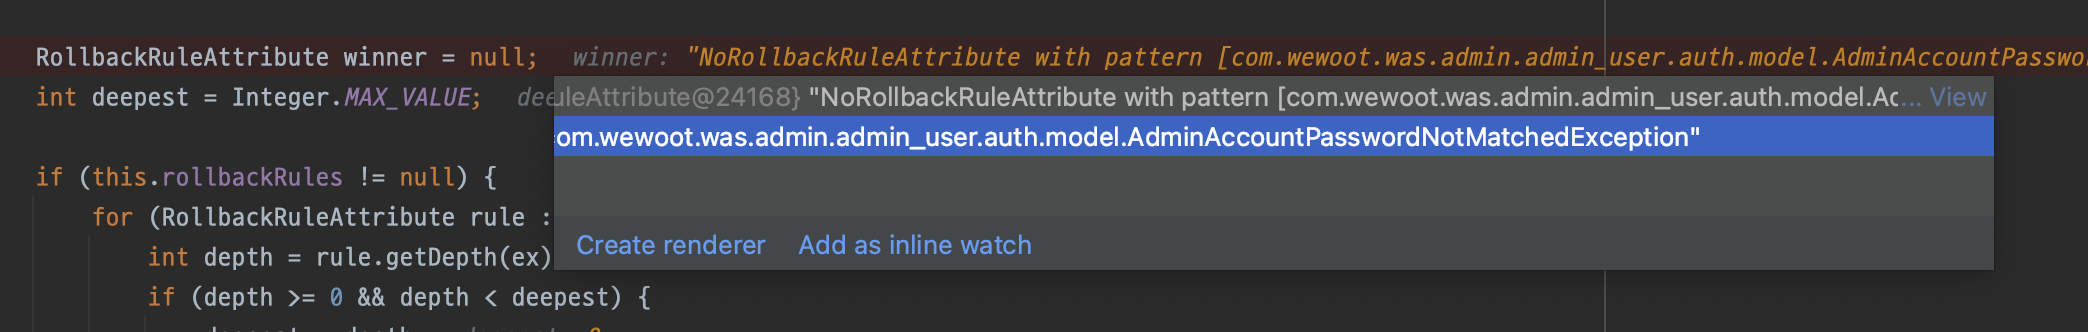 RollbackRuleAttribute winner = null; winner: "NoRollbackRuleAttribute with pattern [com.wewoot.was.admin.admin_user.auth.model.AdminAccountPasswo
int deepest = Integer.MAX_VALUE; dee
uleAttribute@24168} "NoRollbackRuleAttribute with pattern [com.wewoot.was.admin.admin_user.auth.model.Ac... View
om.wewoot.was.admin.admin_user.auth.model.AdminAccountPasswordNotMatchedException"
if (this.rollbackRules != null) {
for (RollbackRuleAttribute rule :
Create renderer Add as inline watch
int depth = rule.getDepth(ex)
if (depth >= 0 && depth < deepest) {